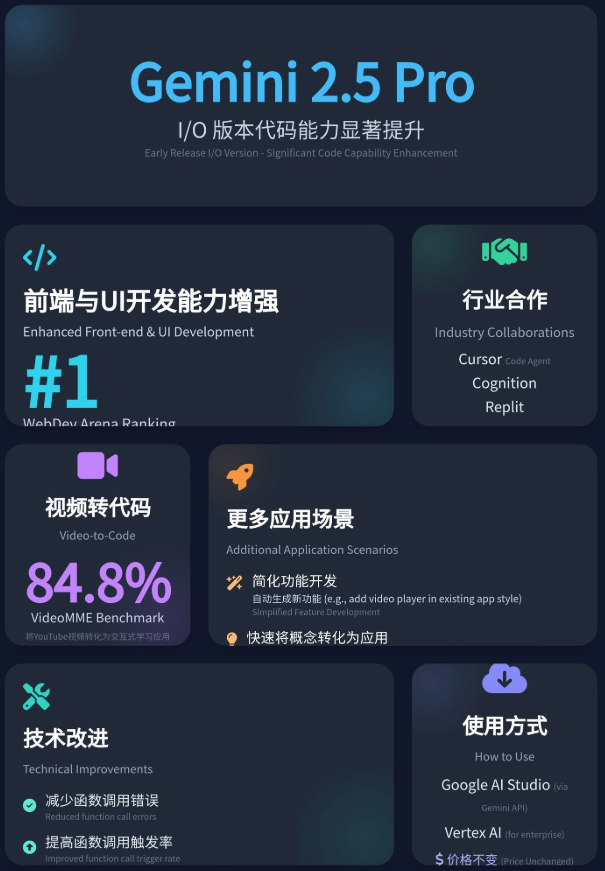 Gemini 2.5 Pro
I/O 版本代码能力显著提升
Early Release I/O Version - Significant Code Capability Enhancement
前端与UI开发能力增强
Enhanced Front-end & UI Development
#1
WebDev Arena Ranking
行业合作
Industry Collaborations
Cursor Code Agent
Cognition
Replit
视频转代码
Video-to-Code
84.8%
VideoMME Benchmark
将YouTube视频转化为交互式学习应用
更多应用场景
Additional Application Scenarios
简化功能开发
自动生成新功能 (e.g., add video player in existing app style)
Simplified Feature Development
快速将概念转化为应用
技术改进
Technical Improvements
减少函数调用错误
Reduced function call errors
提高函数调用触发率
Improved function call trigger rate
使用方式
How to Use
Google AI Studio (via
Gemini API)
Vertex AI (for enterprise)
$ 价格不变 (Price Unchanged)